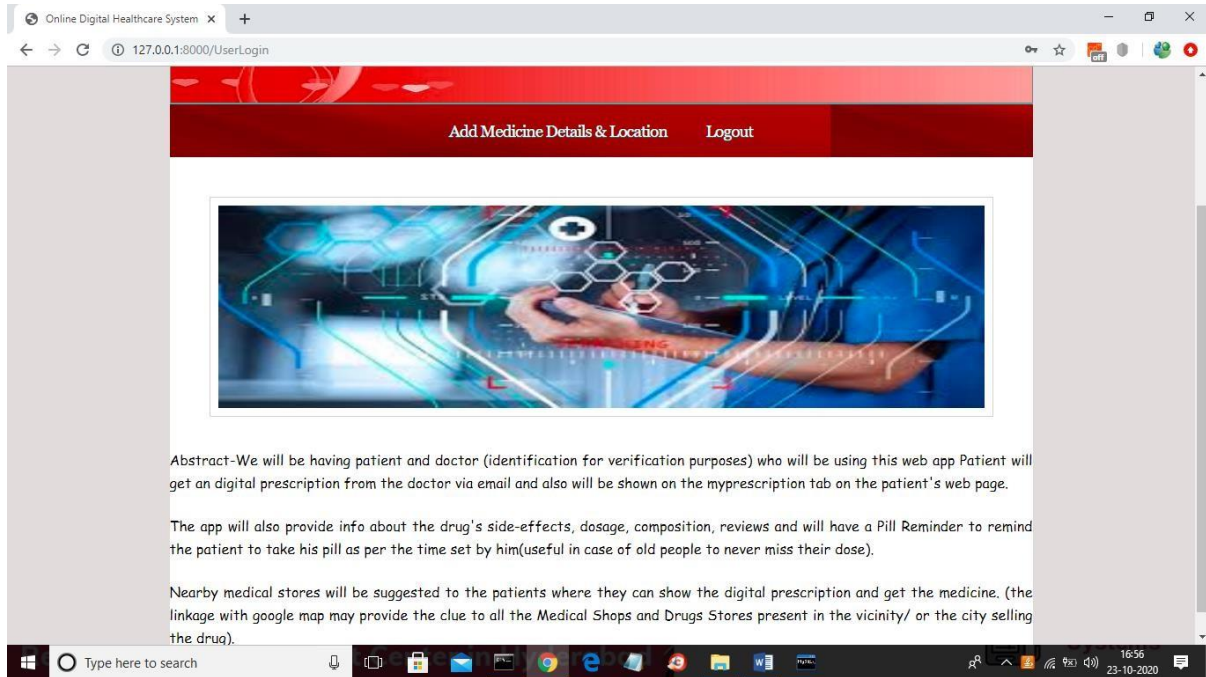 Online Digital Healthcare System
127.0.0.1:8000/UserLogin
off
Add Medicine Details & Location Logout
Abstract-We will be having patient and doctor (identification for verification purposes) who will be using this web app Patient will
get an digital prescription from the doctor via email and also will be shown on the myprescription tab on the patient's web page.
The app will also provide info about the drug's side-effects, dosage, composition, reviews and will have a Pill Reminder to remind
the patient to take his pill as per the time set by him(useful in case of old people to never miss their dose).
Nearby medical stores will be suggested to the patients where they can show the digital prescription and get the medicine. (the
linkage with google map may provide the clue to all the Medical Shops and Drugs Stores present in the vicinity/ or the city selling
the drug).
Type here to search
16:56
23-10-2020